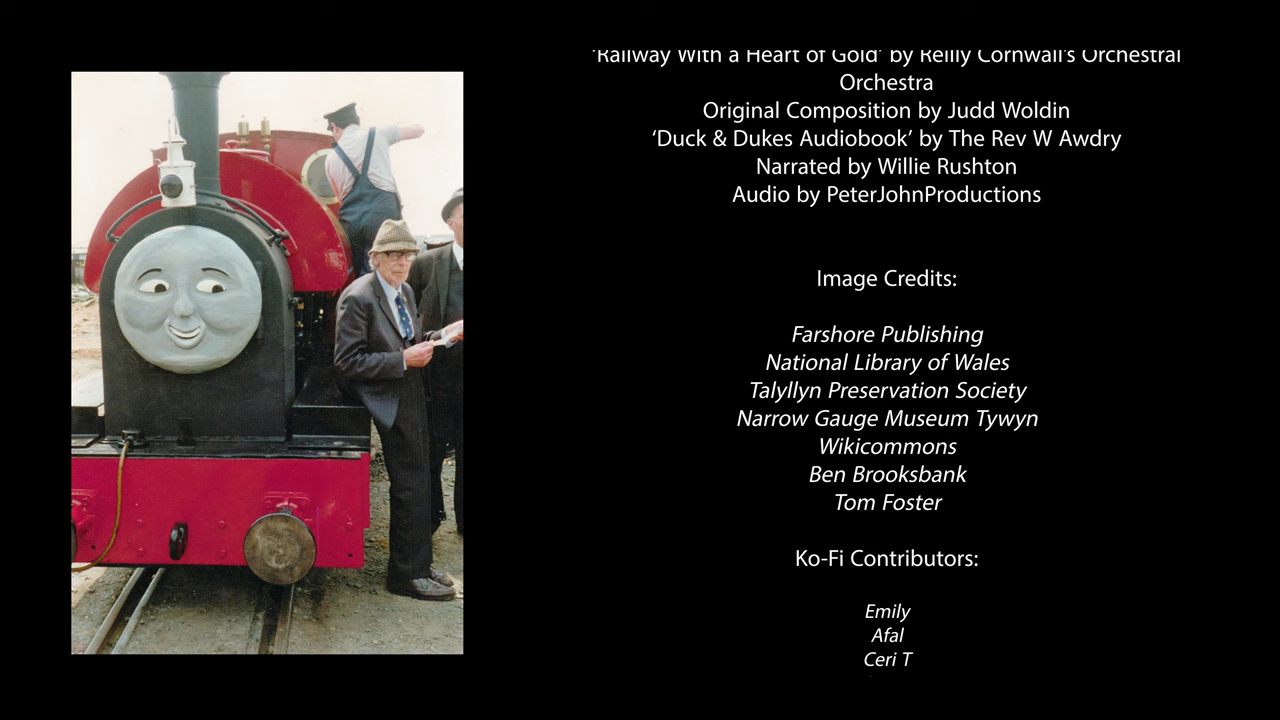 'Railway With a Heart of Gold' by Reilly Cornwall's Orchestral
Orchestra
Original Composition by Judd Woldin
‘Duck & Dukes Audiobook’ by The Rev W Awdry
Narrated by Willie Rushton
Audio by PeterJohnProductions
Image Credits:
Farshore Publishing
National Library of Wales
Talyllyn Preservation Society
Narrow Gauge Museum Tywyn
Wikicommons
Ben Brooksbank
Tom Foster
Ko-Fi Contributors:
Emily
Afal
Ceri T